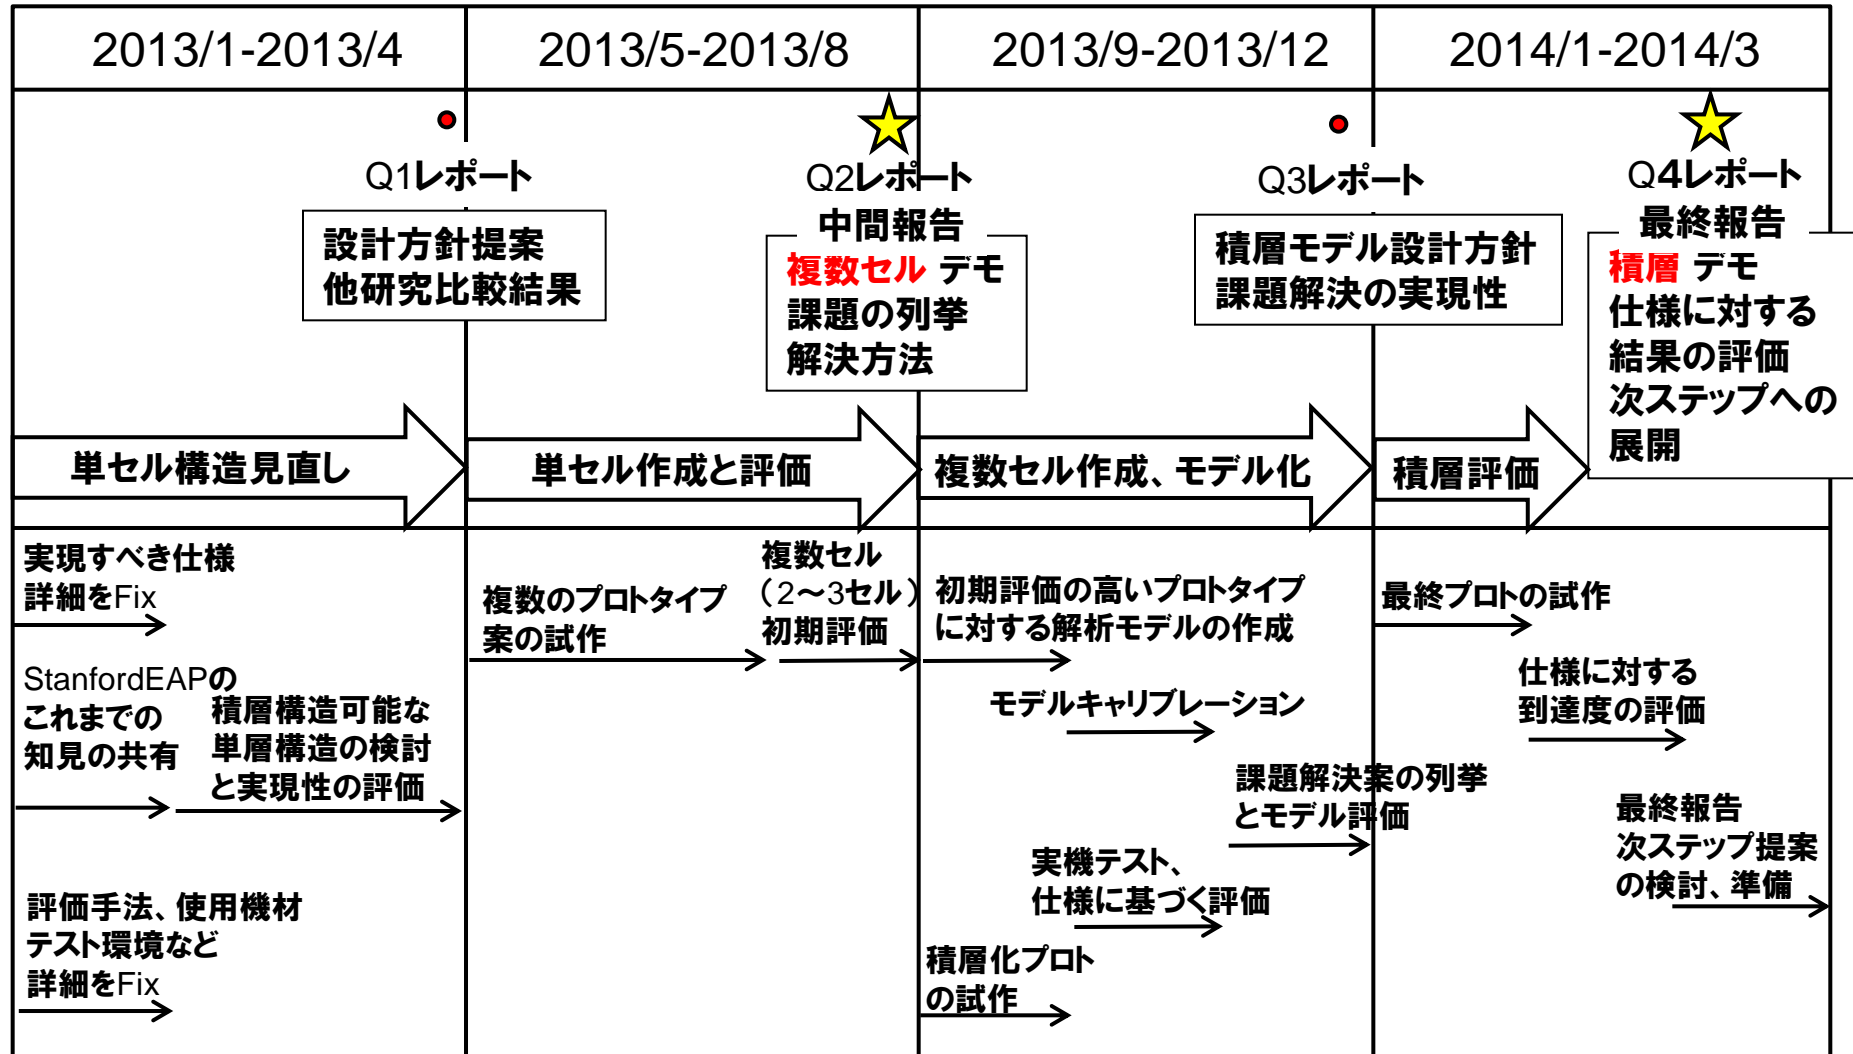 2013/1-2013/4
2013/5-2013/8
2013/9-2013/12
2014/1-2014/3
Q1レポート
設計方針提案
他研究比較結果
Q2レポート
中間報告
複数セル デモ
課題の列挙
解決方法
Q3レポート
積層モデル設計方針
課題解決の実現性
Q4レポート
最終報告
積層 デモ
仕様に対する
結果の評価
次ステップへの
展開
単セル構造見直し
単セル作成と評価
複数セル作成、モデル化
積層評価
実現すべき仕様
詳細をFix
StanfordEAPの
これまでの
知見の共有
積層構造可能な
単層構造の検討
と実現性の評価
評価手法、使用機材
テスト環境など
詳細をFix
複数のプロトタイプ
案の試作
複数セル
（2～3セル）
初期評価
初期評価の高いプロトタイプ
に対する解析モデルの作成
モデルキャリブレーション
課題解決案の列挙
とモデル評価
実機テスト、
仕様に基づく評価
積層化プロト
の試作
最終プロトの試作
仕様に対する
到達度の評価
最終報告
次ステップ提案
の検討、準備